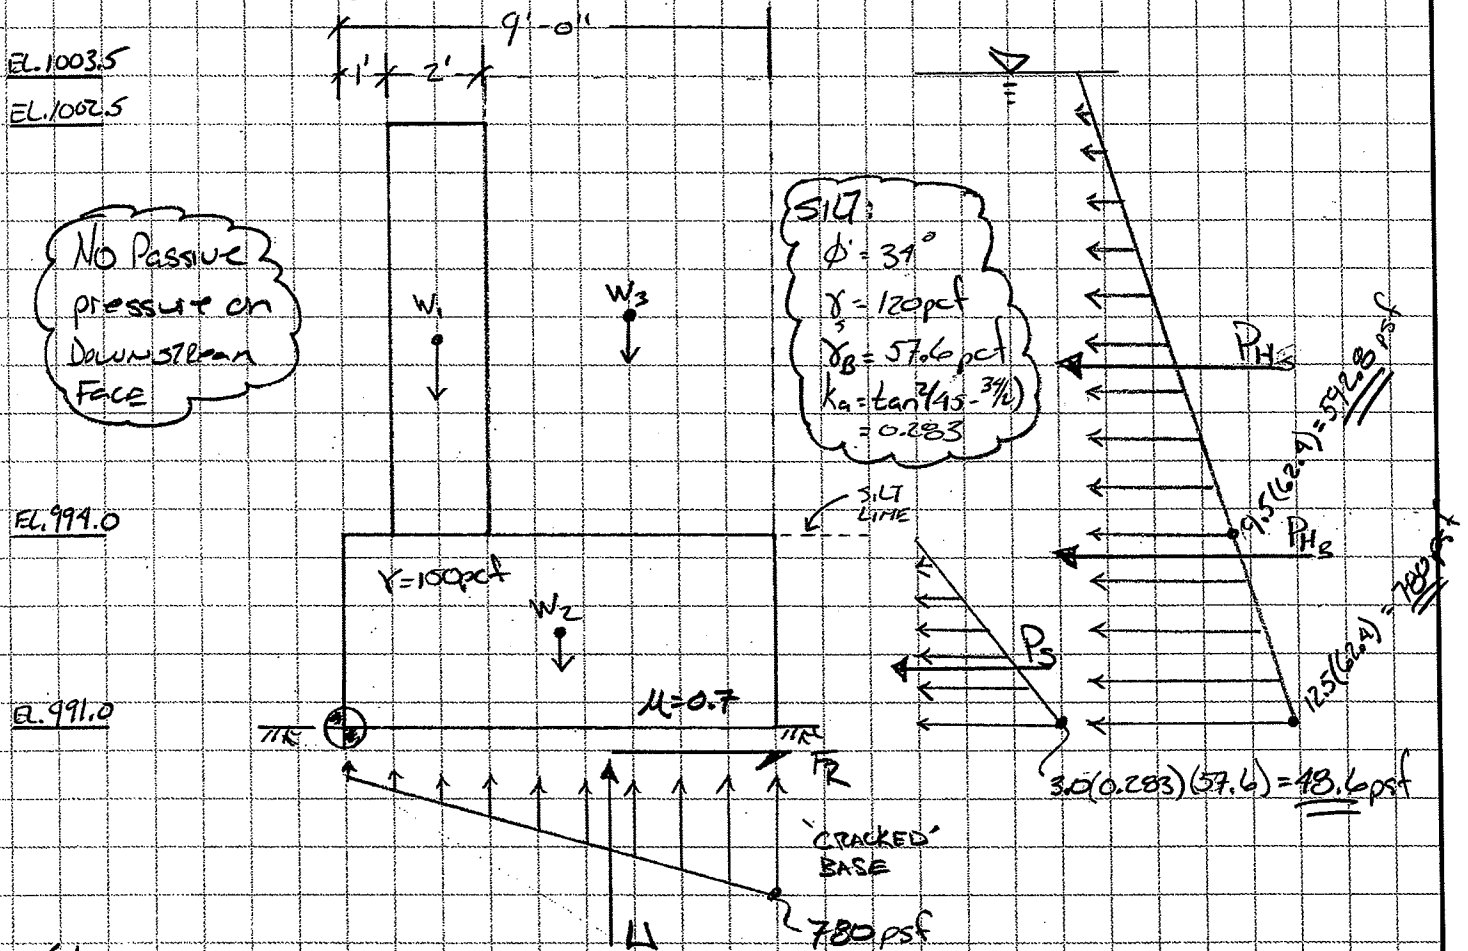 9'-0"
EL.1003.5
1'
2'
EL.1002.5
NO Passive
pressure on
Downstream
Face
W₁
W₃
SILT:
φ' = 34°
γs = 120pcf
γB = 57.6 pcf
ka = tan²(45-34/2)
= 0.283
PHS
9.5(62.4) = 592.8 psf
EL.994.0
SILT
LINE
γ=150pcf
W₂
PHB
12.5(62.4) = 780 psf
PS
EL.991.0
μ=0.7
FR
3.0(0.283)(57.6) = 48.6psf
'CRACKED'
BASE
780psf
U